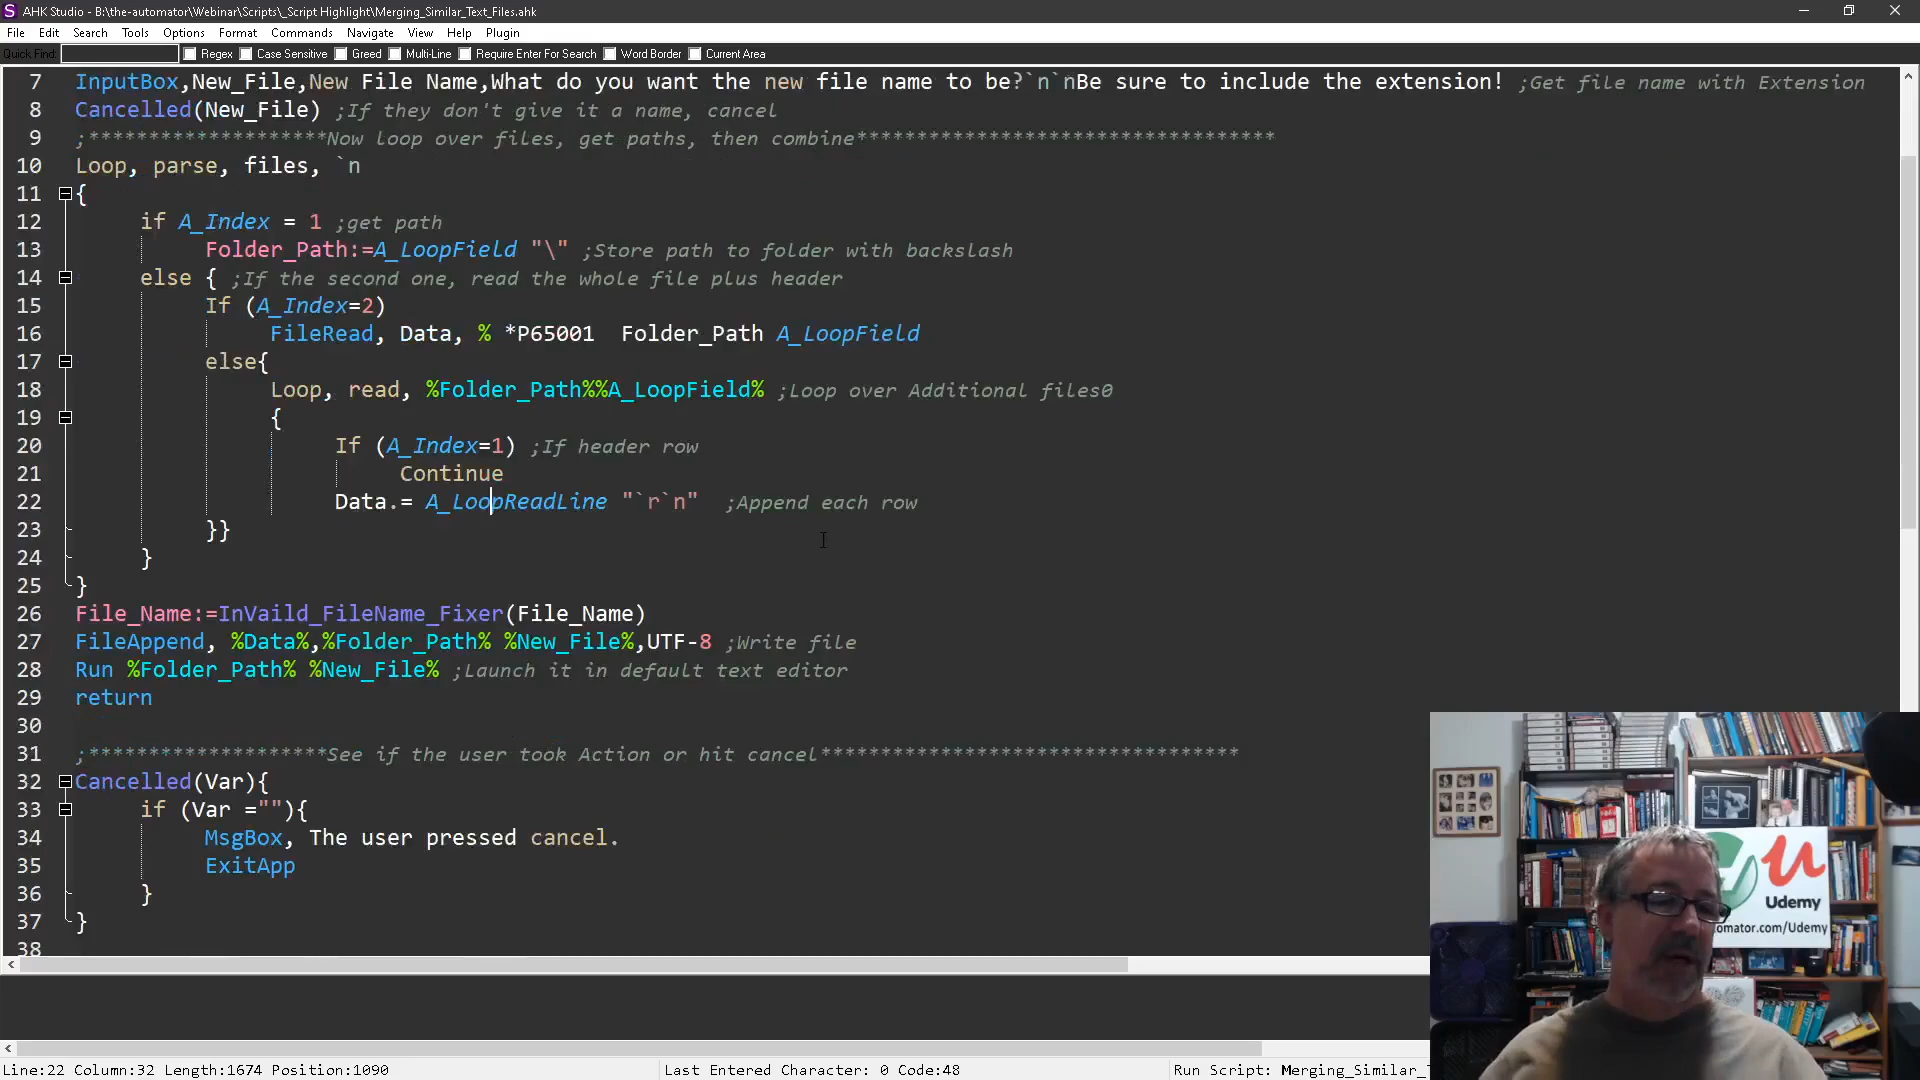 AHK Studio - B:\the-automator\Webinar\Scripts\_Script Highlight\Merging_Similar_Text_Files.ahk
File Edit Search Tools Options Format Commands Navigate View Help Plugin
Quick Find: Regex Case Sensitive Greed Multi-Line Require Enter For Search Word Border Current Area
7 InputBox,New_File,New File Name,What do you want the new file name to be?`n`nBe sure to include the extension! ;Get file name with Extension
8 Cancelled(New_File) ;If they don't give it a name, cancel
9 ;*******************Now loop over files, get paths, then combine********************************
10 Loop, parse, files, `n
11 {
12 if A_Index = 1 ;get path
13 Folder_Path:=A_LoopField "\" ;Store path to folder with backslash
14 else { ;If the second one, read the whole file plus header
15 If (A_Index=2)
16 FileRead, Data, % *P65001 Folder_Path A_LoopField
17 else{
18 Loop, read, %Folder_Path%%A_LoopField% ;Loop over Additional files0
19 {
20 If (A_Index=1) ;If header row
21 Continue
22 Data.= A_LoopReadLine "`r`n" ;Append each row
23 }}
24 }
25 }
26 File_Name:=InVaild_FileName_Fixer(File_Name)
27 FileAppend, %Data%,%Folder_Path% %New_File%,UTF-8 ;Write file
28 Run %Folder_Path% %New_File% ;Launch it in default text editor
29 return
30
31 ;*******************See if the user took Action or hit cancel********************************
32 Cancelled(Var){
33 if (Var =""){
34 MsgBox, The user pressed cancel.
35 ExitApp
36 }
37 }
38
Udemy
omator.com/Udemy
Line:22 Column:32 Length:1674 Position:1090 Last Entered Character: 0 Code:48 Run Script: Merging_Similar_